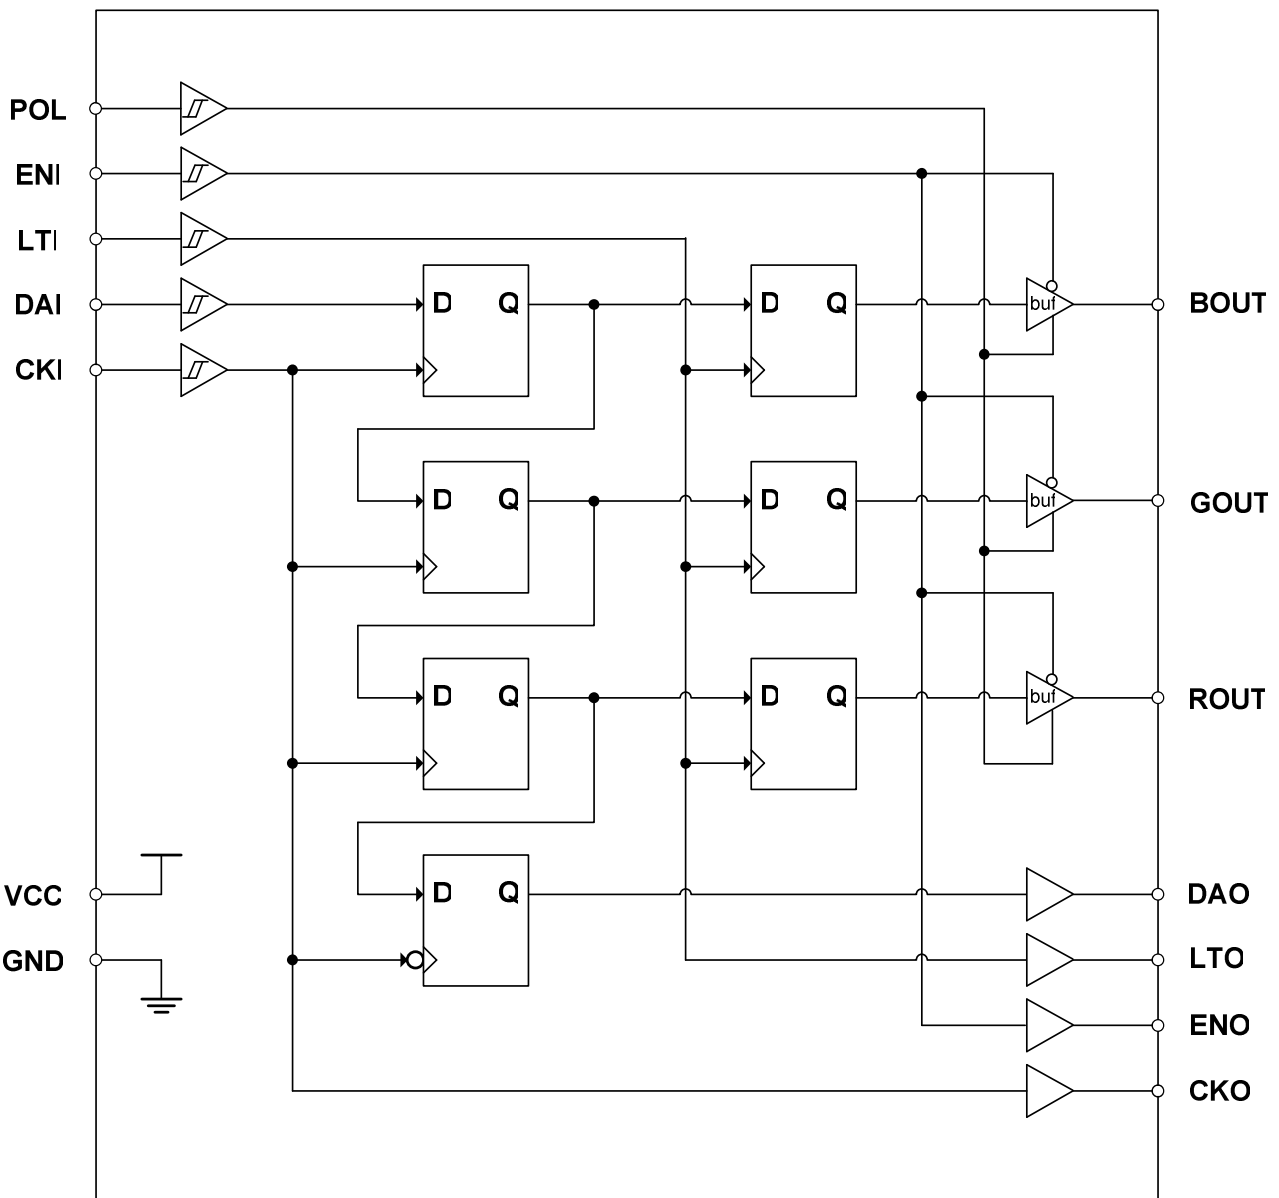 POL
ENI
LTI
DAI
D Q
D Q
buf
BOUT
CKI
D Q
D Q
buf
GOUT
D Q
D Q
buf
ROUT
VCC
D Q
DAO
GND
LTO
ENO
CKO